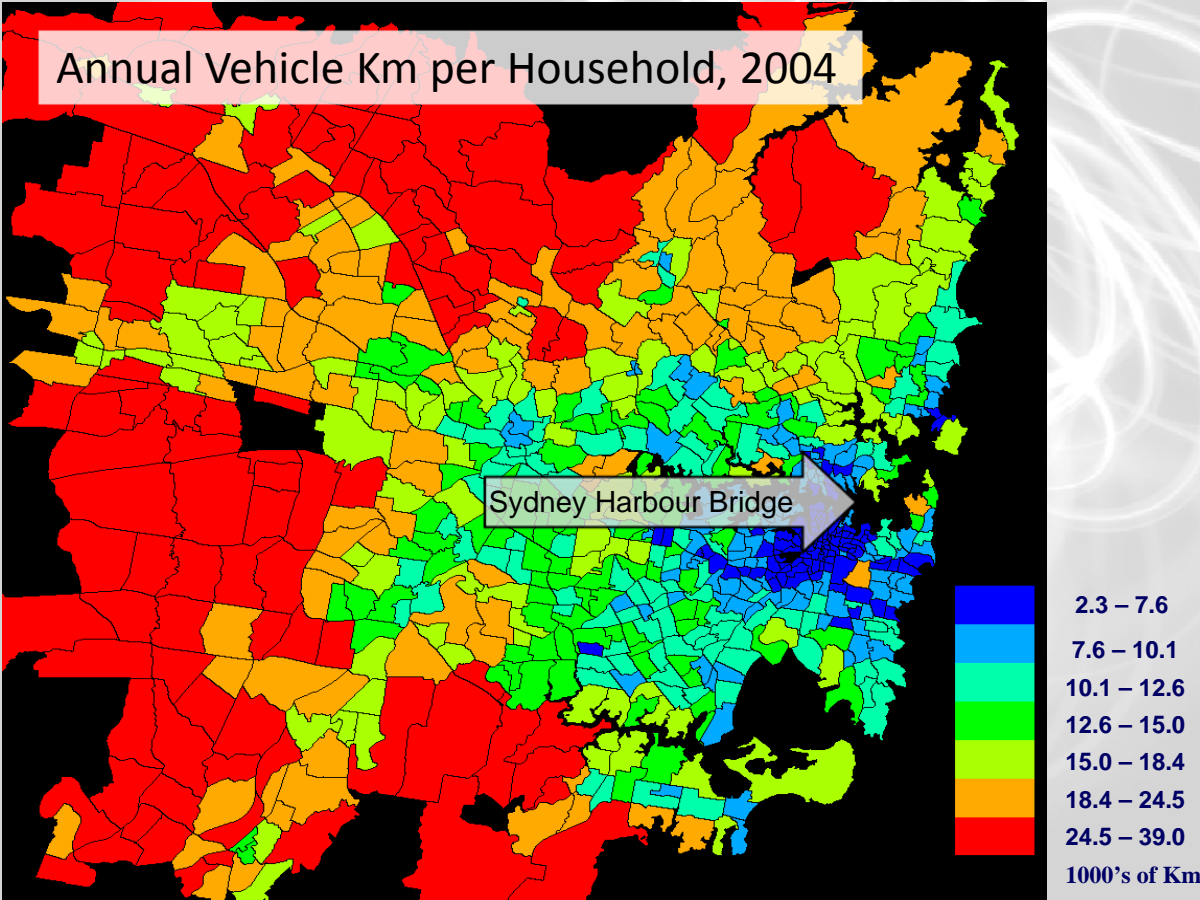 Annual Vehicle Km per Household, 2004
Sydney Harbour Bridge
2.3 – 7.6
7.6 – 10.1
10.1 – 12.6
12.6 – 15.0
15.0 – 18.4
18.4 – 24.5
24.5 – 39.0
1000’s of Km